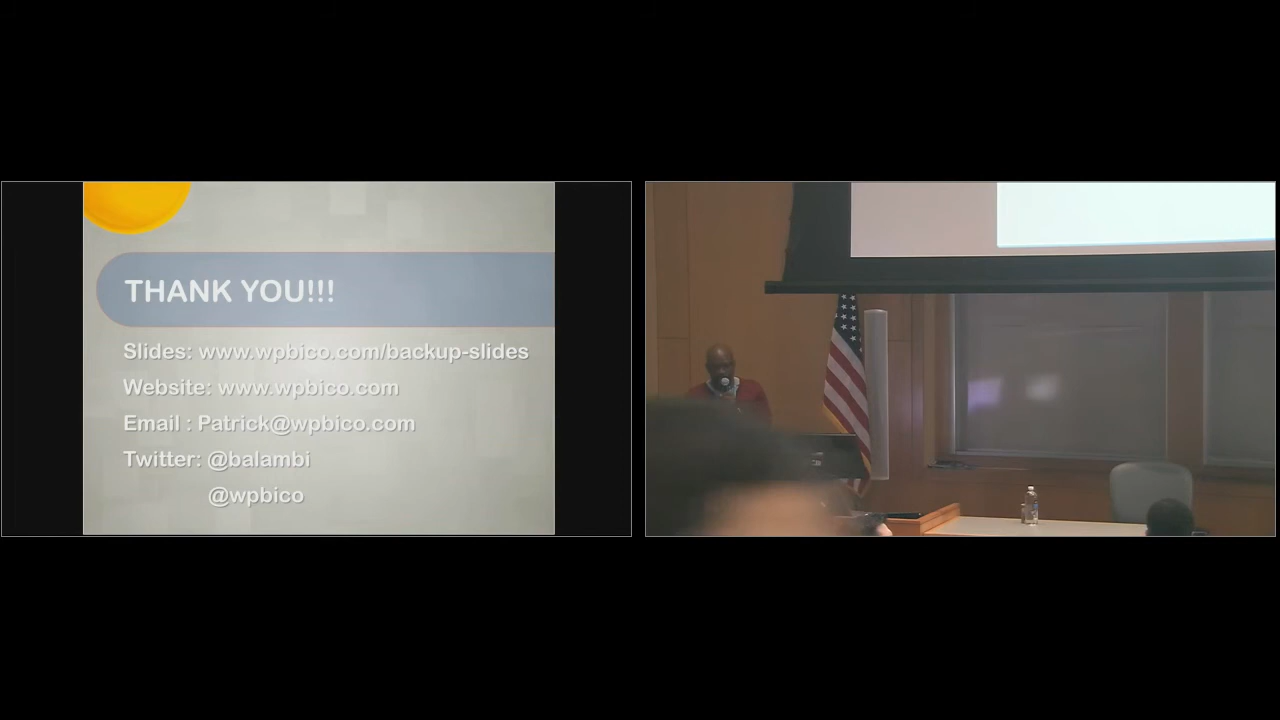 THANK YOU!!!
Slides: www.wpbico.com/backup-slides
Website: www.wpbico.com
Email : Patrick@wpbico.com
Twitter: @balambi
@wpbico